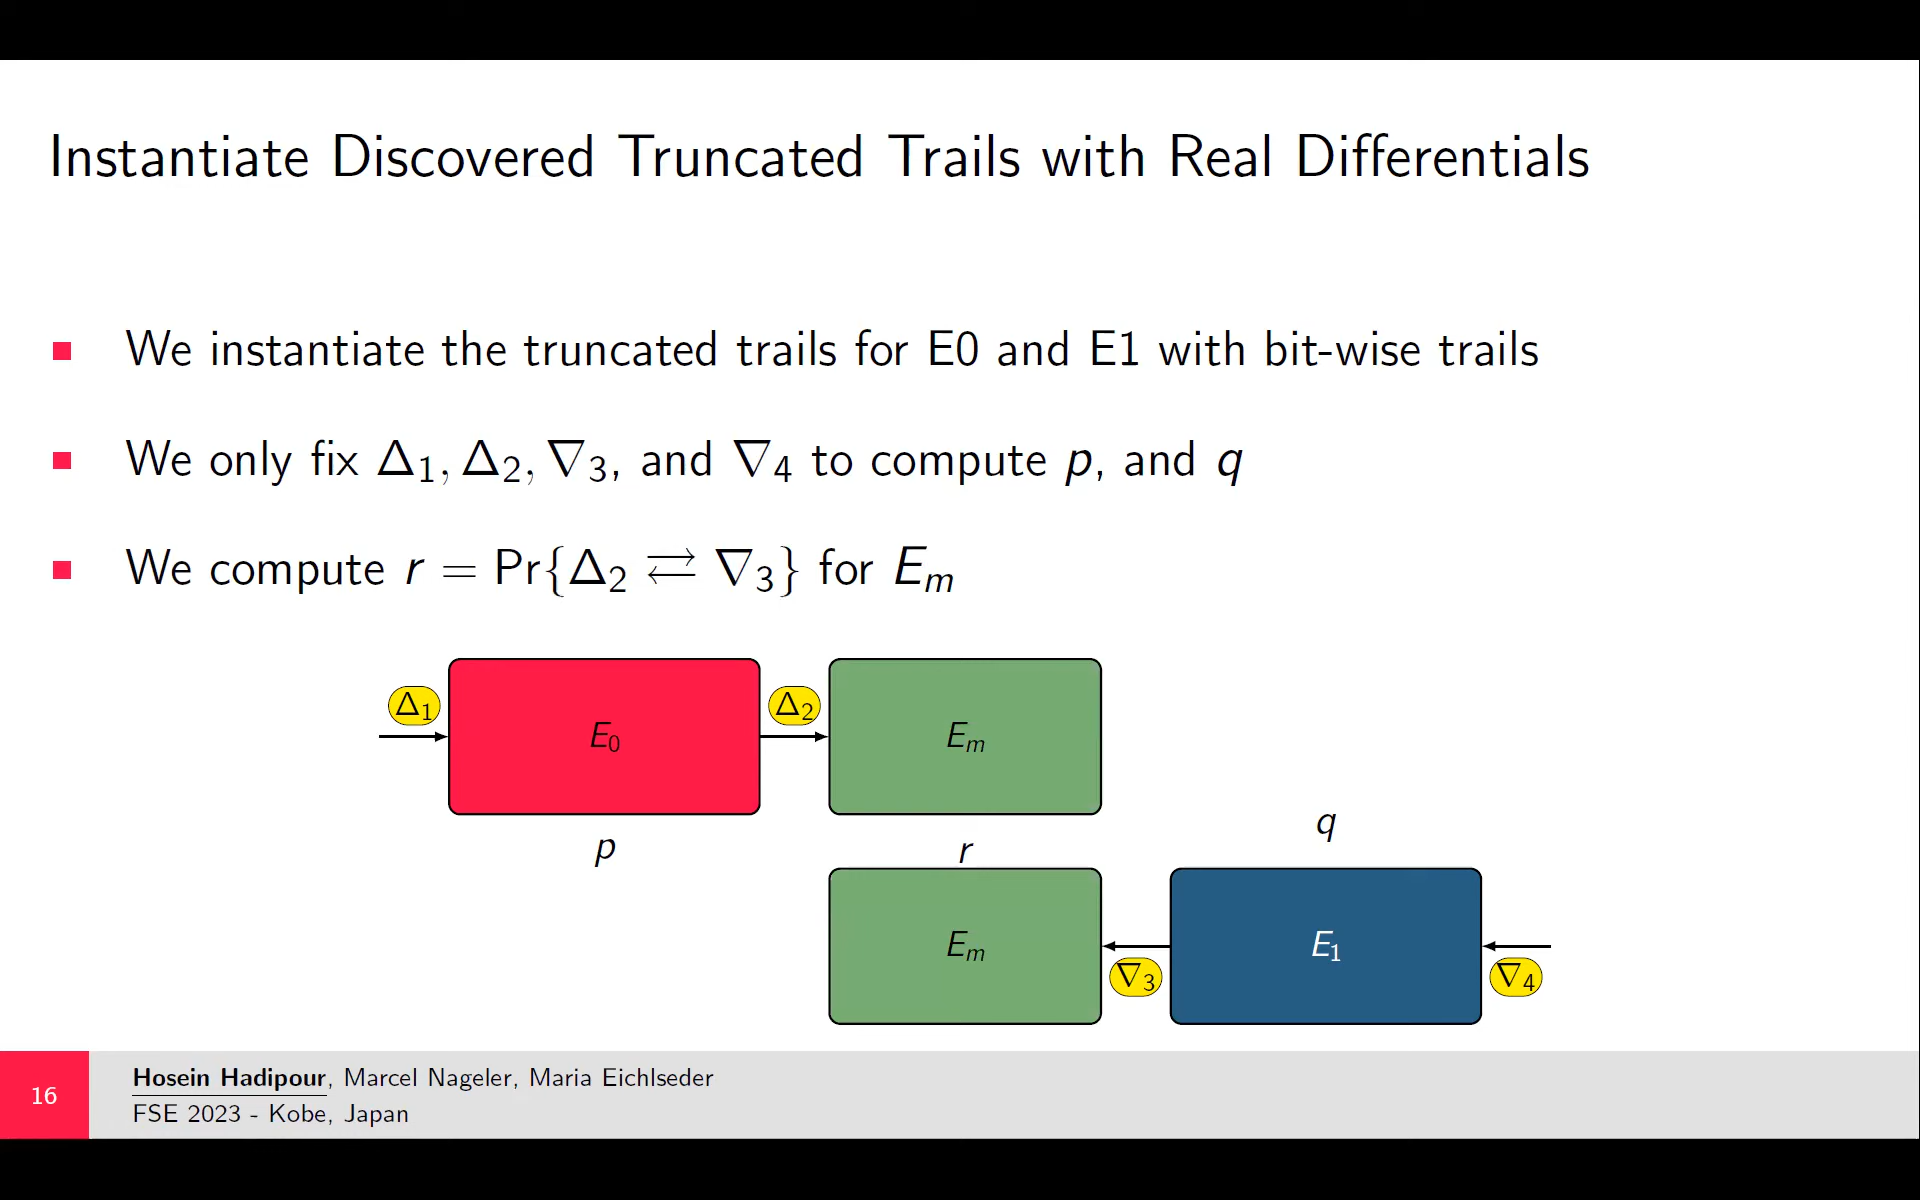 Instantiate Discovered Truncated Trails with Real Differentials
We instantiate the truncated trails for E0 and E1 with bit-wise trails
We only fix Δ₁, Δ₂, ∇₃, and ∇₄ to compute p, and q
We compute r = Pr{Δ₂ ⇄ ∇₃} for Eₘ
Δ₁
E₀
Δ₂
Eₘ
p
r
q
Eₘ
∇₃
E₁
∇₄
16
Hosein Hadipour, Marcel Nageler, Maria Eichlseder
FSE 2023 - Kobe, Japan